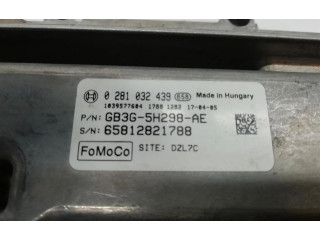 0 281 032 439 658 Made in Hungary
1039S77604 1788 1282 17-04-05
P/N: GB3G-5H298-AE
S/N: 65812821788
FoMoCo SITE: DZL7C